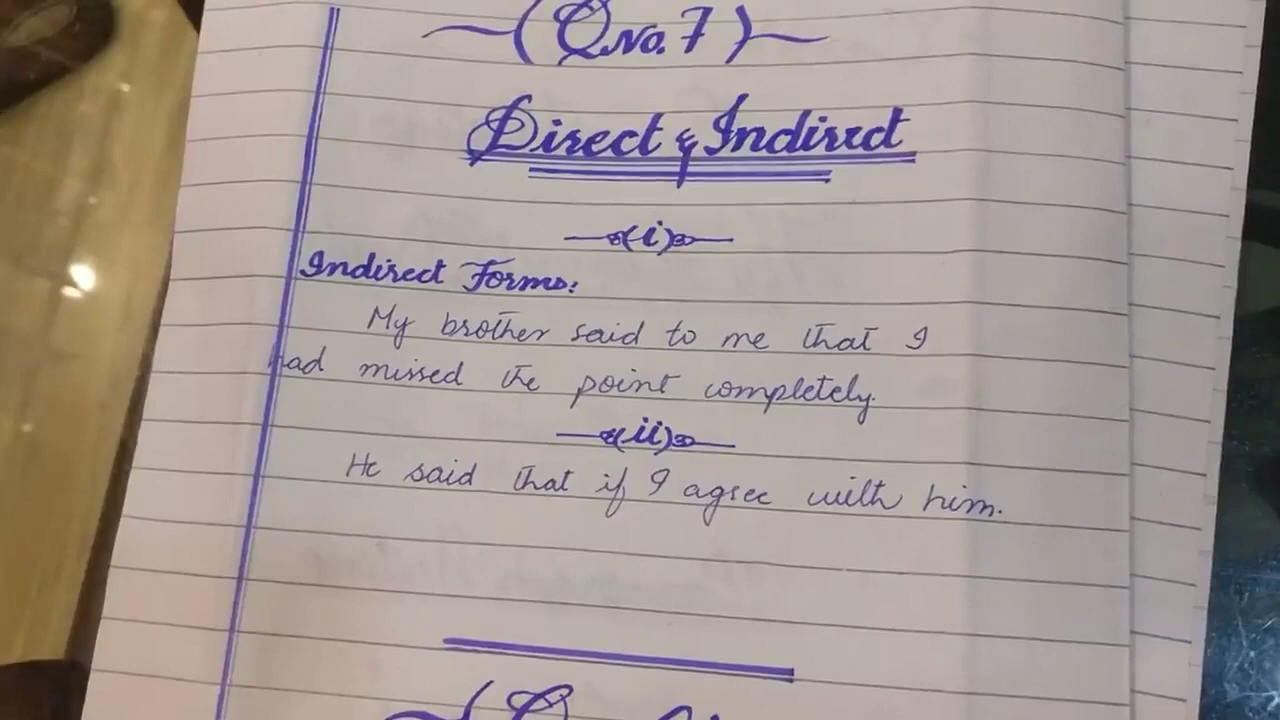 (Q no. 7)
Direct & Indirect
(i)
Indirect Forms:
My brother said to me that I
had missed the point completely.
(ii)
He said that if I agree with him.